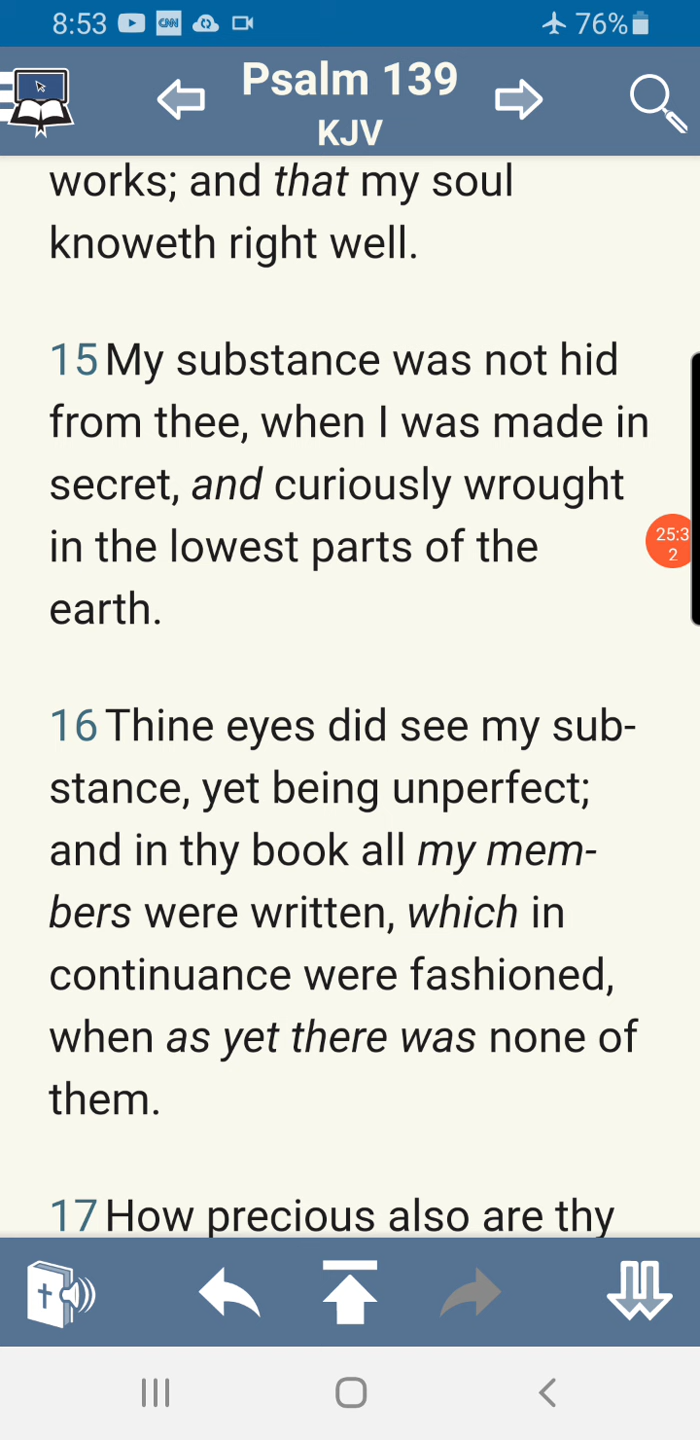 8:53 CNN 76%
Psalm 139
KJV
works; and that my soul
knoweth right well.
15 My substance was not hid
from thee, when I was made in
secret, and curiously wrought
in the lowest parts of the
earth.
25:3
2
16 Thine eyes did see my sub-
stance, yet being unperfect;
and in thy book all my mem-
bers were written, which in
continuance were fashioned,
when as yet there was none of
them.
17 How precious also are thy